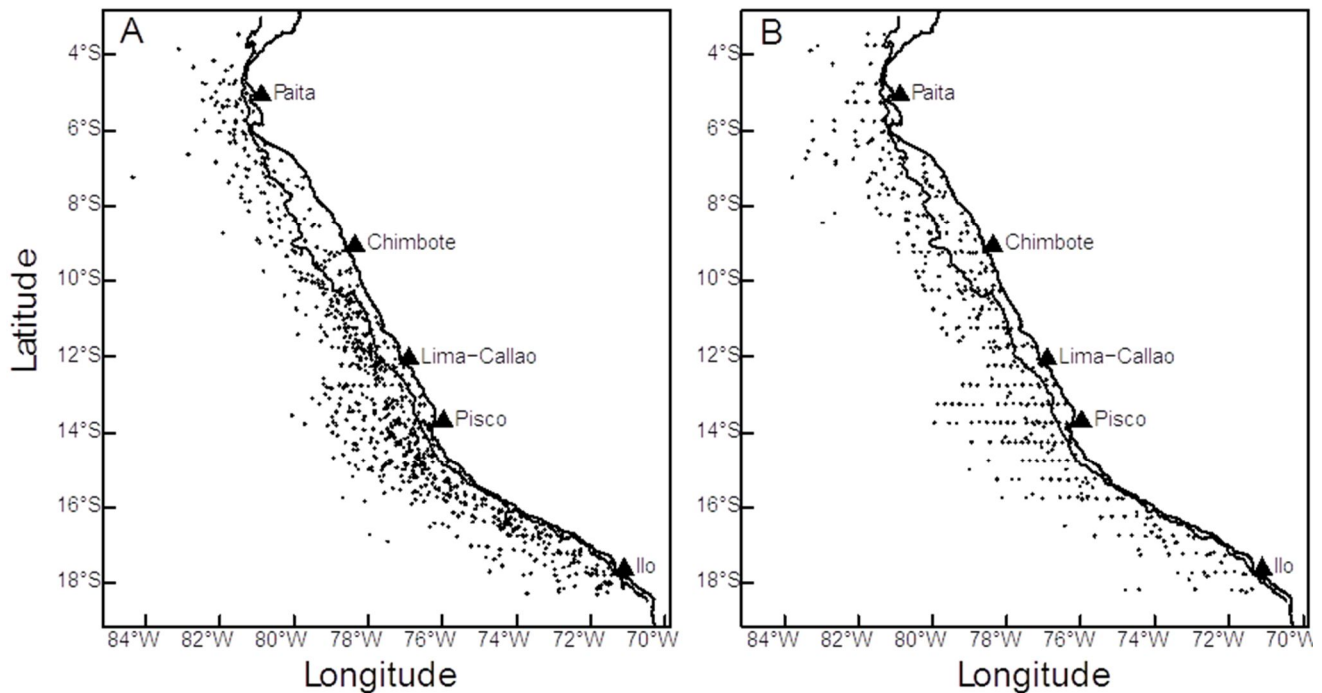 A
4°S
6°S
8°S
10°S
12°S
14°S
16°S
18°S
Latitude
Paita
Chimbote
Lima-Callao
Pisco
Ilo
84°W 82°W 80°W 78°W 76°W 74°W 72°W 70°W
Longitude
B
4°S
6°S
8°S
10°S
12°S
14°S
16°S
18°S
Paita
Chimbote
Lima-Callao
Pisco
Ilo
84°W 82°W 80°W 78°W 76°W 74°W 72°W 70°W
Longitude